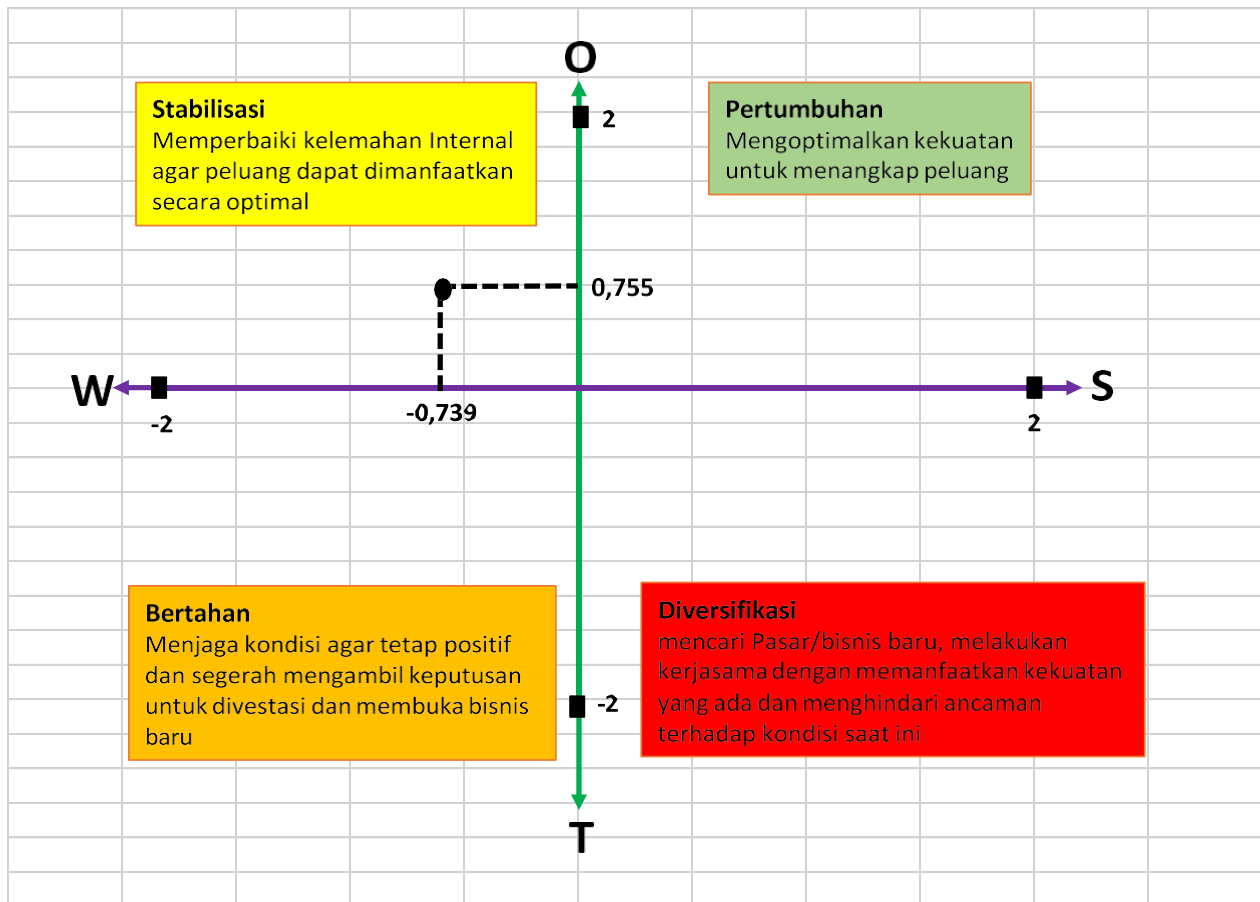 O
Stabilisasi
Memperbaiki kelemahan Internal
agar peluang dapat dimanfaatkan
secara optimal
2
Pertumbuhan
Mengoptimalkan kekuatan
untuk menangkap peluang
0,755
W
-2
-0,739
2
S
Bertahan
Menjaga kondisi agar tetap positif
dan segerah mengambil keputusan
untuk divestasi dan membuka bisnis
baru
-2
Diversifikasi
mencari Pasar/bisnis baru, melakukan
kerjasama dengan memanfaatkan kekuatan
yang ada dan menghindari ancaman
terhadap kondisi saat ini
T